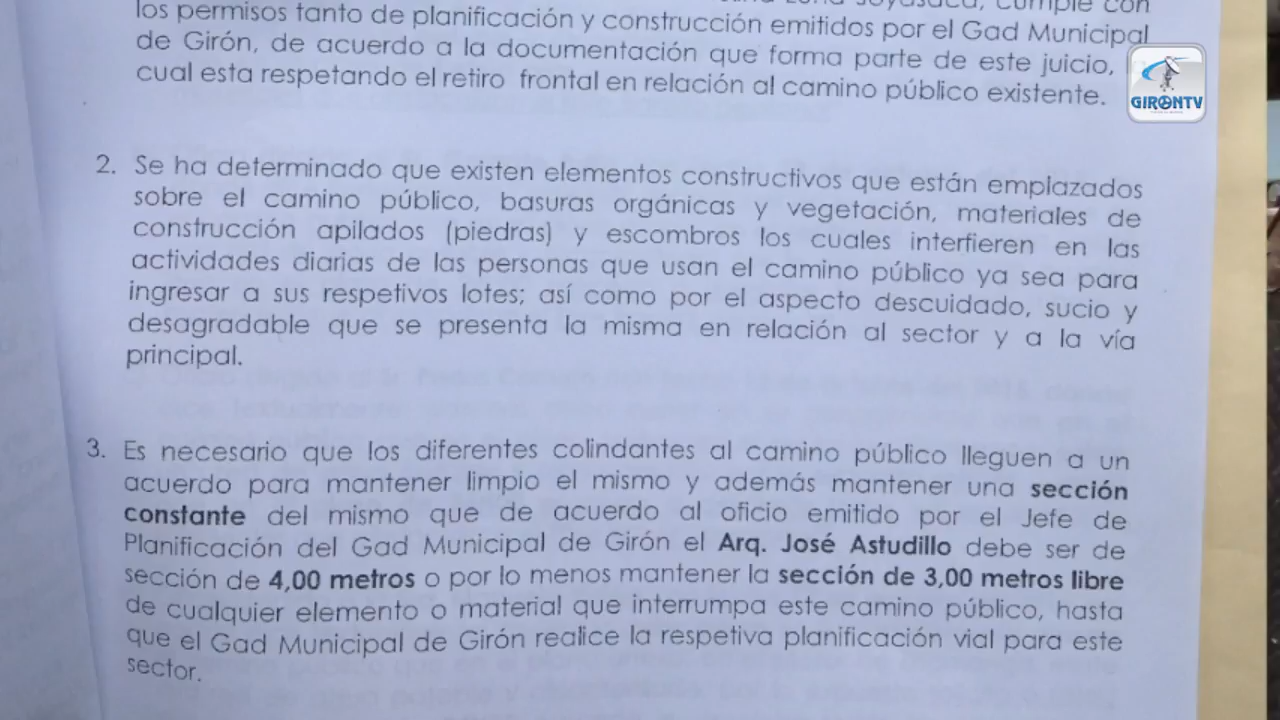 cumple con
los permisos tanto de planificación y construcción emitidos por el Gad Municipal
de Girón, de acuerdo a la documentación que forma parte de este juicio,
cual esta respetando el retiro frontal en relación al camino público existente.
GIRONTV
2. Se ha determinado que existen elementos constructivos que están emplazados
sobre el camino público, basuras orgánicas y vegetación, materiales de
construcción apilados (piedras) y escombros los cuales interfieren en las
actividades diarias de las personas que usan el camino público ya sea para
ingresar a sus respetivos lotes; así como por el aspecto descuidado, sucio y
desagradable que se presenta la misma en relación al sector y a la vía
principal.
3. Es necesario que los diferentes colindantes al camino público lleguen a un
acuerdo para mantener limpio el mismo y además mantener una sección
constante del mismo que de acuerdo al oficio emitido por el Jefe de
Planificación del Gad Municipal de Girón el Arq. José Astudillo debe ser de
sección de 4,00 metros o por lo menos mantener la sección de 3,00 metros libre
de cualquier elemento o material que interrumpa este camino público, hasta
que el Gad Municipal de Girón realice la respetiva planificación vial para este
sector.